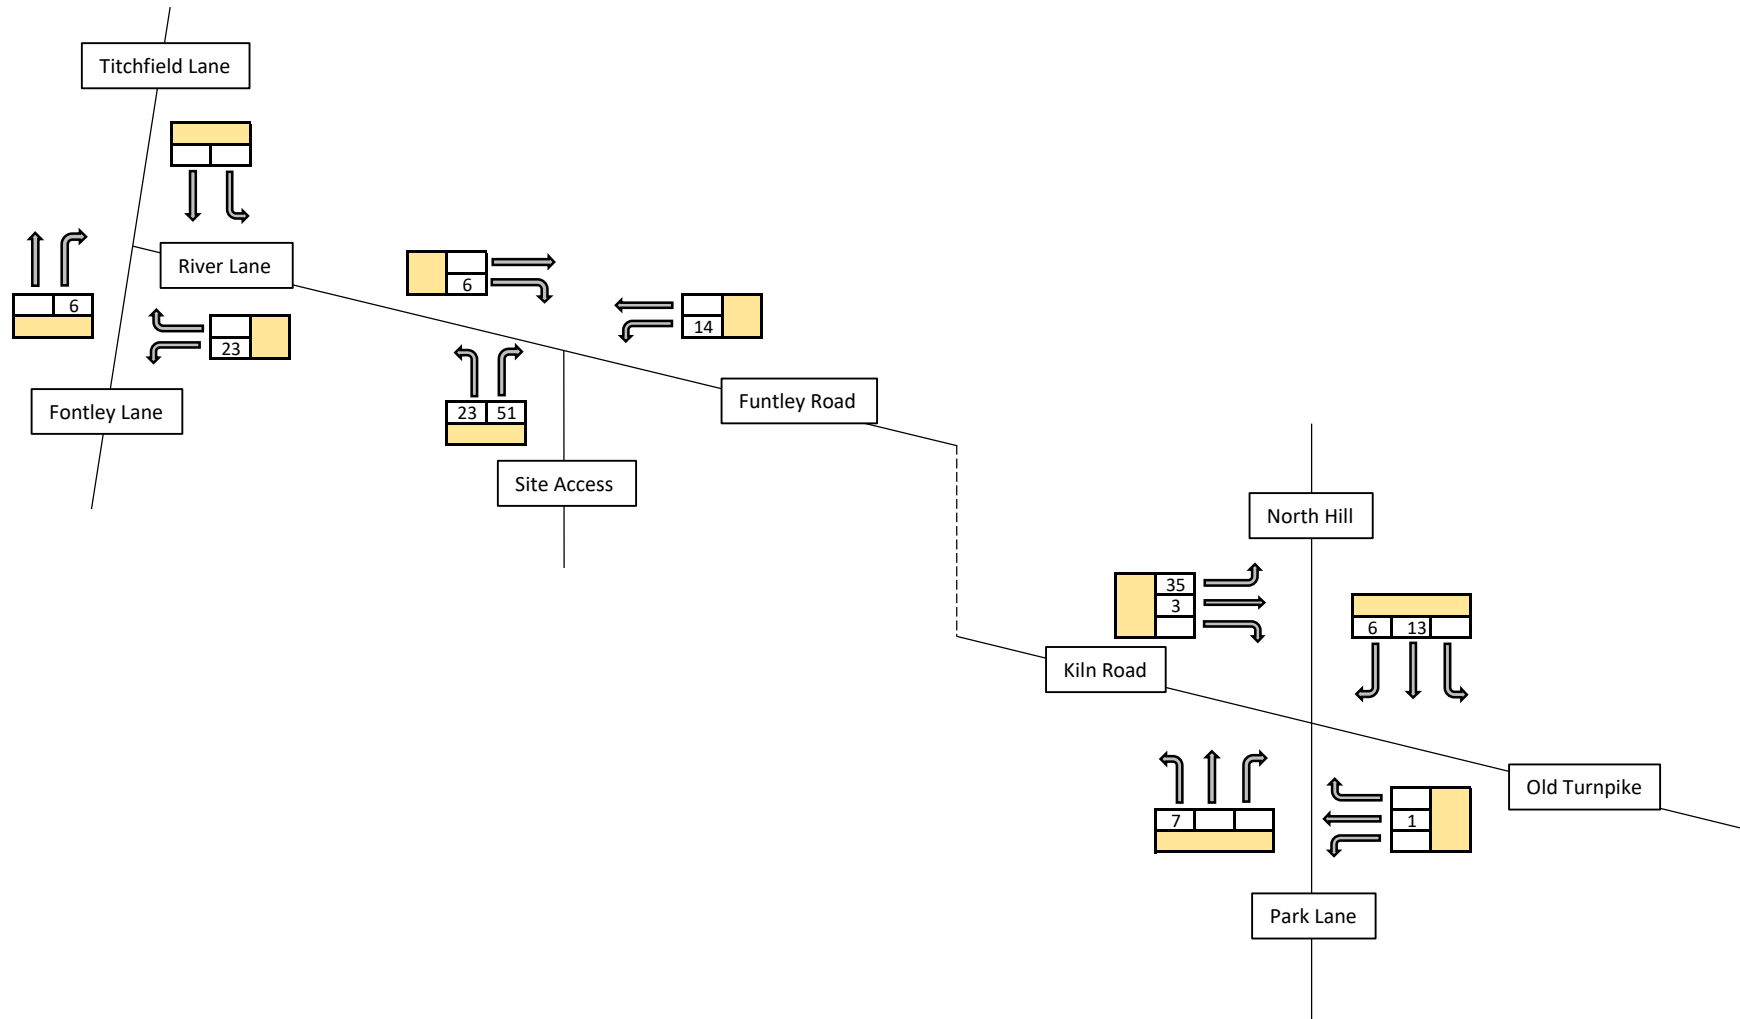 Titchfield Lane
River Lane
6
6
14
23
Fontley Lane
23 51
Funtley Road
Site Access
North Hill
35
3
6 13
Kiln Road
Old Turnpike
7
1
Park Lane